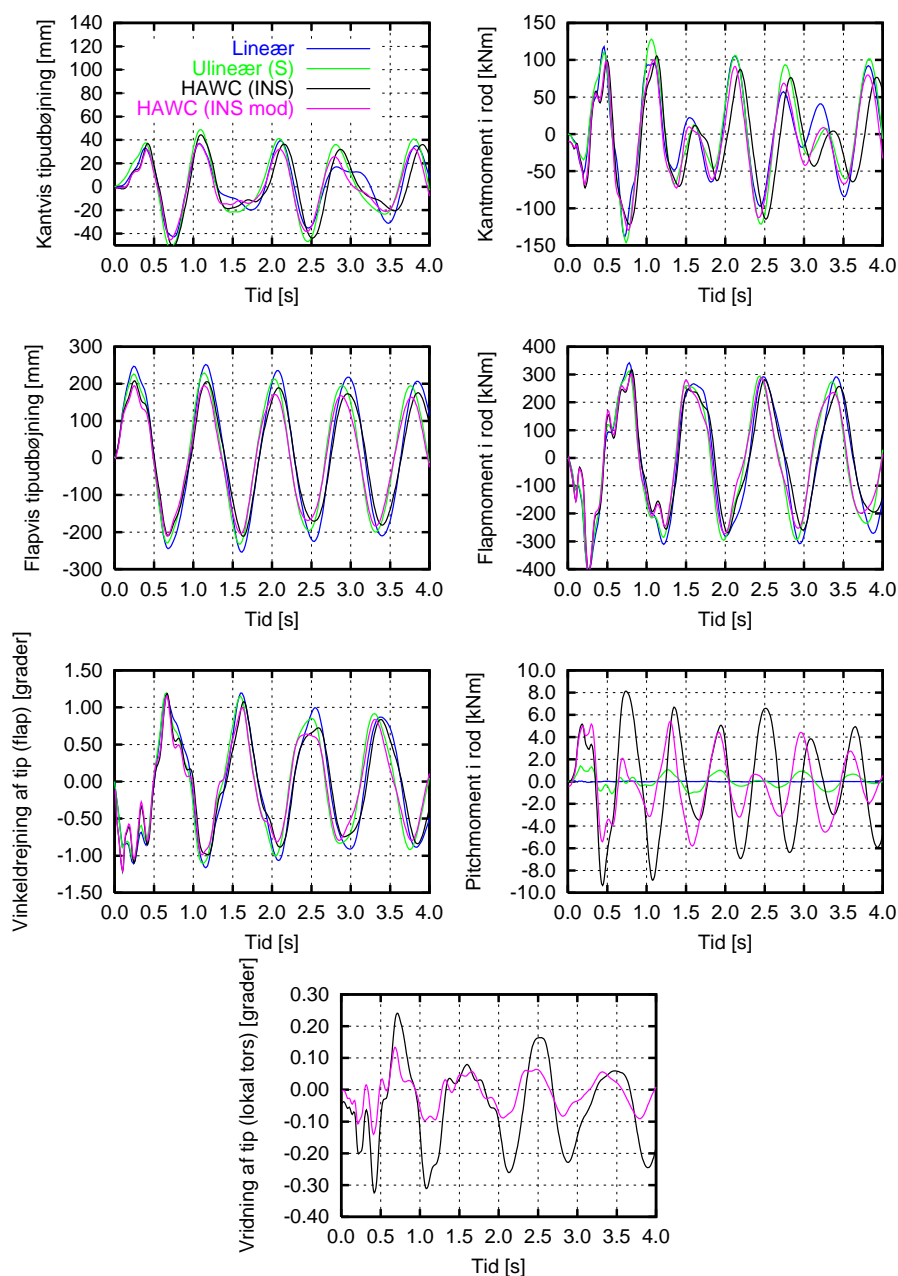 Kantvis tipudbøjning [mm]
140
120
100
80
60
40
20
0
-20
-40
0.0 0.5 1.0 1.5 2.0 2.5 3.0 3.5 4.0
Tid [s]
Lineær
Ulineær (S)
HAWC (INS)
HAWC (INS mod)
Kantmoment i rod [kNm]
150
100
50
0
-50
-100
-150
0.0 0.5 1.0 1.5 2.0 2.5 3.0 3.5 4.0
Tid [s]
Flapvis tipudbøjning [mm]
300
200
100
0
-100
-200
-300
0.0 0.5 1.0 1.5 2.0 2.5 3.0 3.5 4.0
Tid [s]
Flapmoment i rod [kNm]
400
300
200
100
0
-100
-200
-300
-400
0.0 0.5 1.0 1.5 2.0 2.5 3.0 3.5 4.0
Tid [s]
Vinkeldrejning af tip (flap) [grader]
1.50
1.00
0.50
0.00
-0.50
-1.00
-1.50
0.0 0.5 1.0 1.5 2.0 2.5 3.0 3.5 4.0
Tid [s]
Pitchmoment i rod [kNm]
10.0
8.0
6.0
4.0
2.0
0.0
-2.0
-4.0
-6.0
-8.0
-10.0
0.0 0.5 1.0 1.5 2.0 2.5 3.0 3.5 4.0
Tid [s]
Vridning af tip (lokal tors) [grader]
0.30
0.20
0.10
0.00
-0.10
-0.20
-0.30
-0.40
0.0 0.5 1.0 1.5 2.0 2.5 3.0 3.5 4.0
Tid [s]